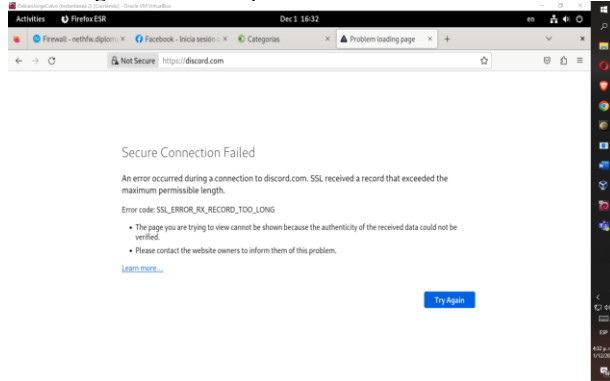 Activities Firefox ESR Dec 1 16:32 en
Firewall - nethfw.diplom Facebook - Inicia sesión o Categorias Problem loading page
Not Secure https://discord.com
Secure Connection Failed
An error occurred during a connection to discord.com. SSL received a record that exceeded the
maximum permissible length.
Error code: SSL_ERROR_RX_RECORD_TOO_LONG
• The page you are trying to view cannot be shown because the authenticity of the received data could not be
verified.
• Please contact the website owners to inform them of this problem.
Learn more…
Try Again
ESP